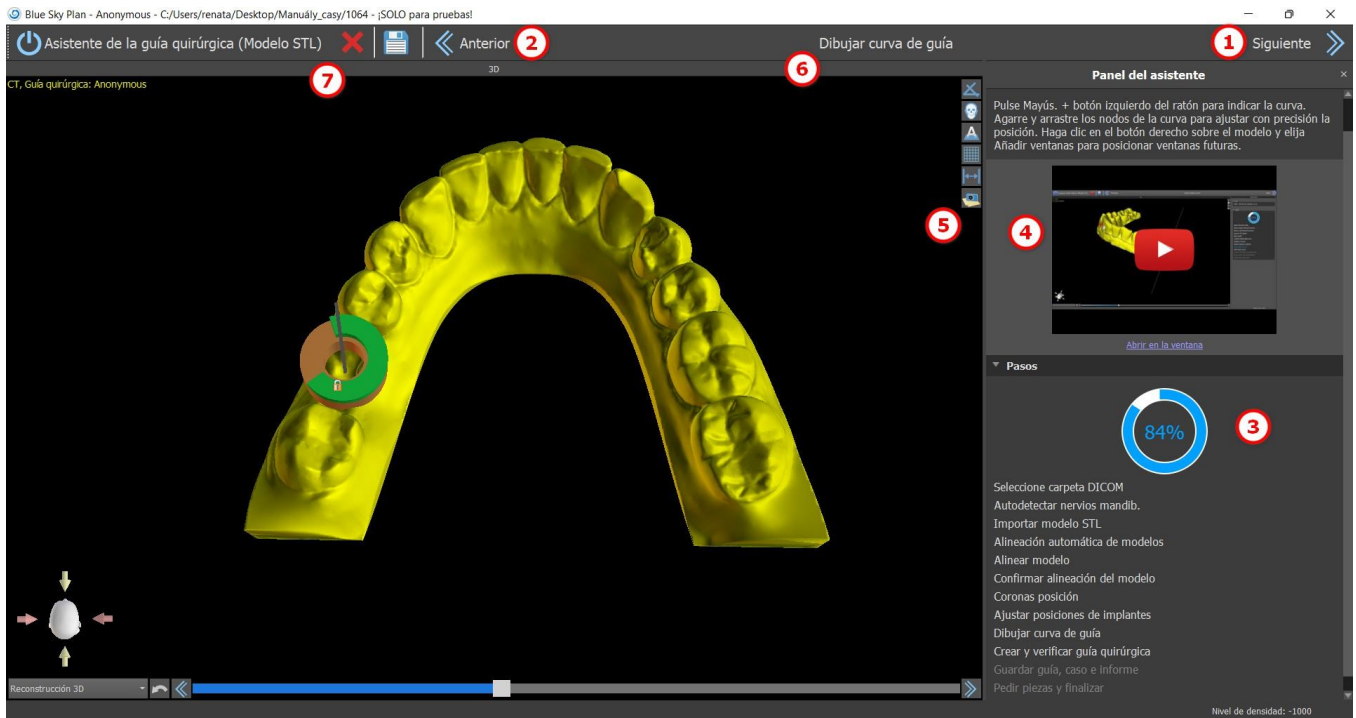 Blue Sky Plan - Anonymous - C:/Users/renata/Desktop/Manuály_casy/1064 - ¡SOLO para pruebas!
Asistente de la guía quirúrgica (Modelo STL)
Anterior
2
Dibujar curva de guía
1
Siguiente
7
3D
6
Panel del asistente
CT, Guía quirúrgica: Anonymous
Pulse Mayús. + botón izquierdo del ratón para indicar la curva.
Agarre y arrastre los nodos de la curva para ajustar con precisión la
posición. Haga clic en el botón derecho sobre el modelo y elija
Añadir ventanas para posicionar ventanas futuras.
A
5
4
Abrir en la ventana
Pasos
84%
3
Seleccione carpeta DICOM
Autodetectar nervios mandib.
Importar modelo STL
Alineación automática de modelos
Alinear modelo
Confirmar alineación del modelo
Coronas posición
Ajustar posiciones de implantes
Dibujar curva de guía
Crear y verificar guía quirúrgica
Guardar guía, caso e informe
Pedir piezas y finalizar
Reconstrucción 3D
Nivel de densidad: -1000